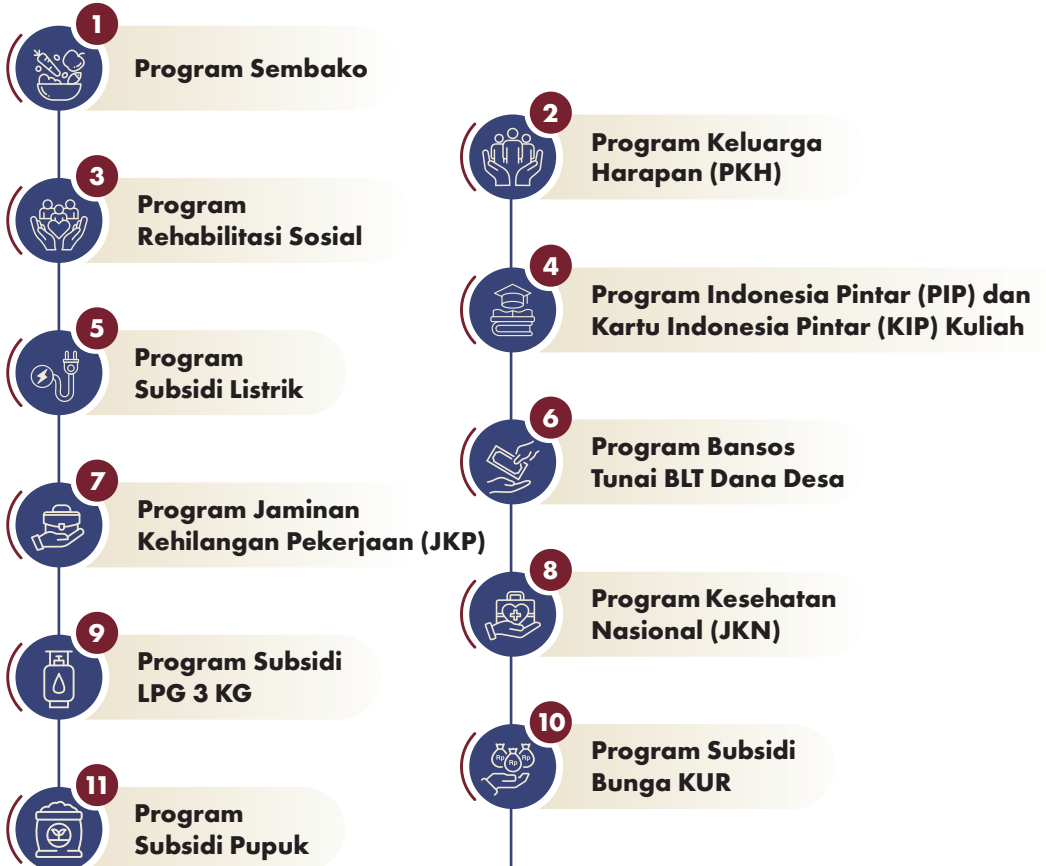 1
Program Sembako
2
Program Keluarga
Harapan (PKH)
3
Program
Rehabilitasi Sosial
4
Program Indonesia Pintar (PIP) dan
Kartu Indonesia Pintar (KIP) Kuliah
5
Program
Subsidi Listrik
6
Program Bansos
Tunai BLT Dana Desa
7
Program Jaminan
Kehilangan Pekerjaan (JKP)
8
Program Kesehatan
Nasional (JKN)
9
Program Subsidi
LPG 3 KG
10
Rp Rp Rp
Program Subsidi
Bunga KUR
11
Program
Subsidi Pupuk